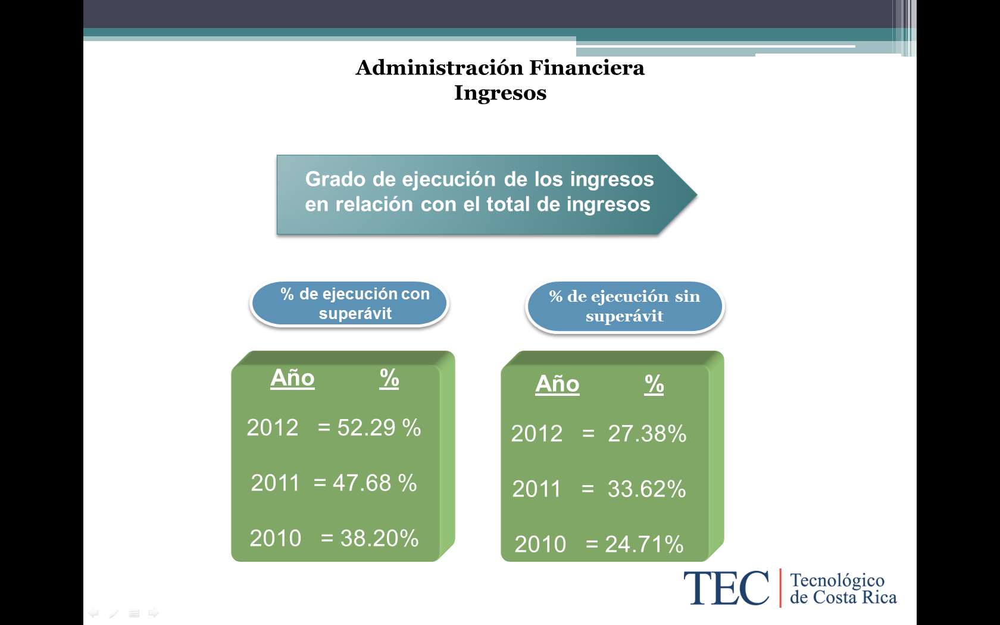 Administración Financiera
Ingresos
Grado de ejecución de los ingresos
en relación con el total de ingresos
% de ejecución con
superávit
Año %
2012 = 52.29 %
2011 = 47.68 %
2010 = 38.20%
% de ejecución sin
superávit
Año %
2012 = 27.38%
2011 = 33.62%
2010 = 24.71%
TEC | Tecnológico
de Costa Rica